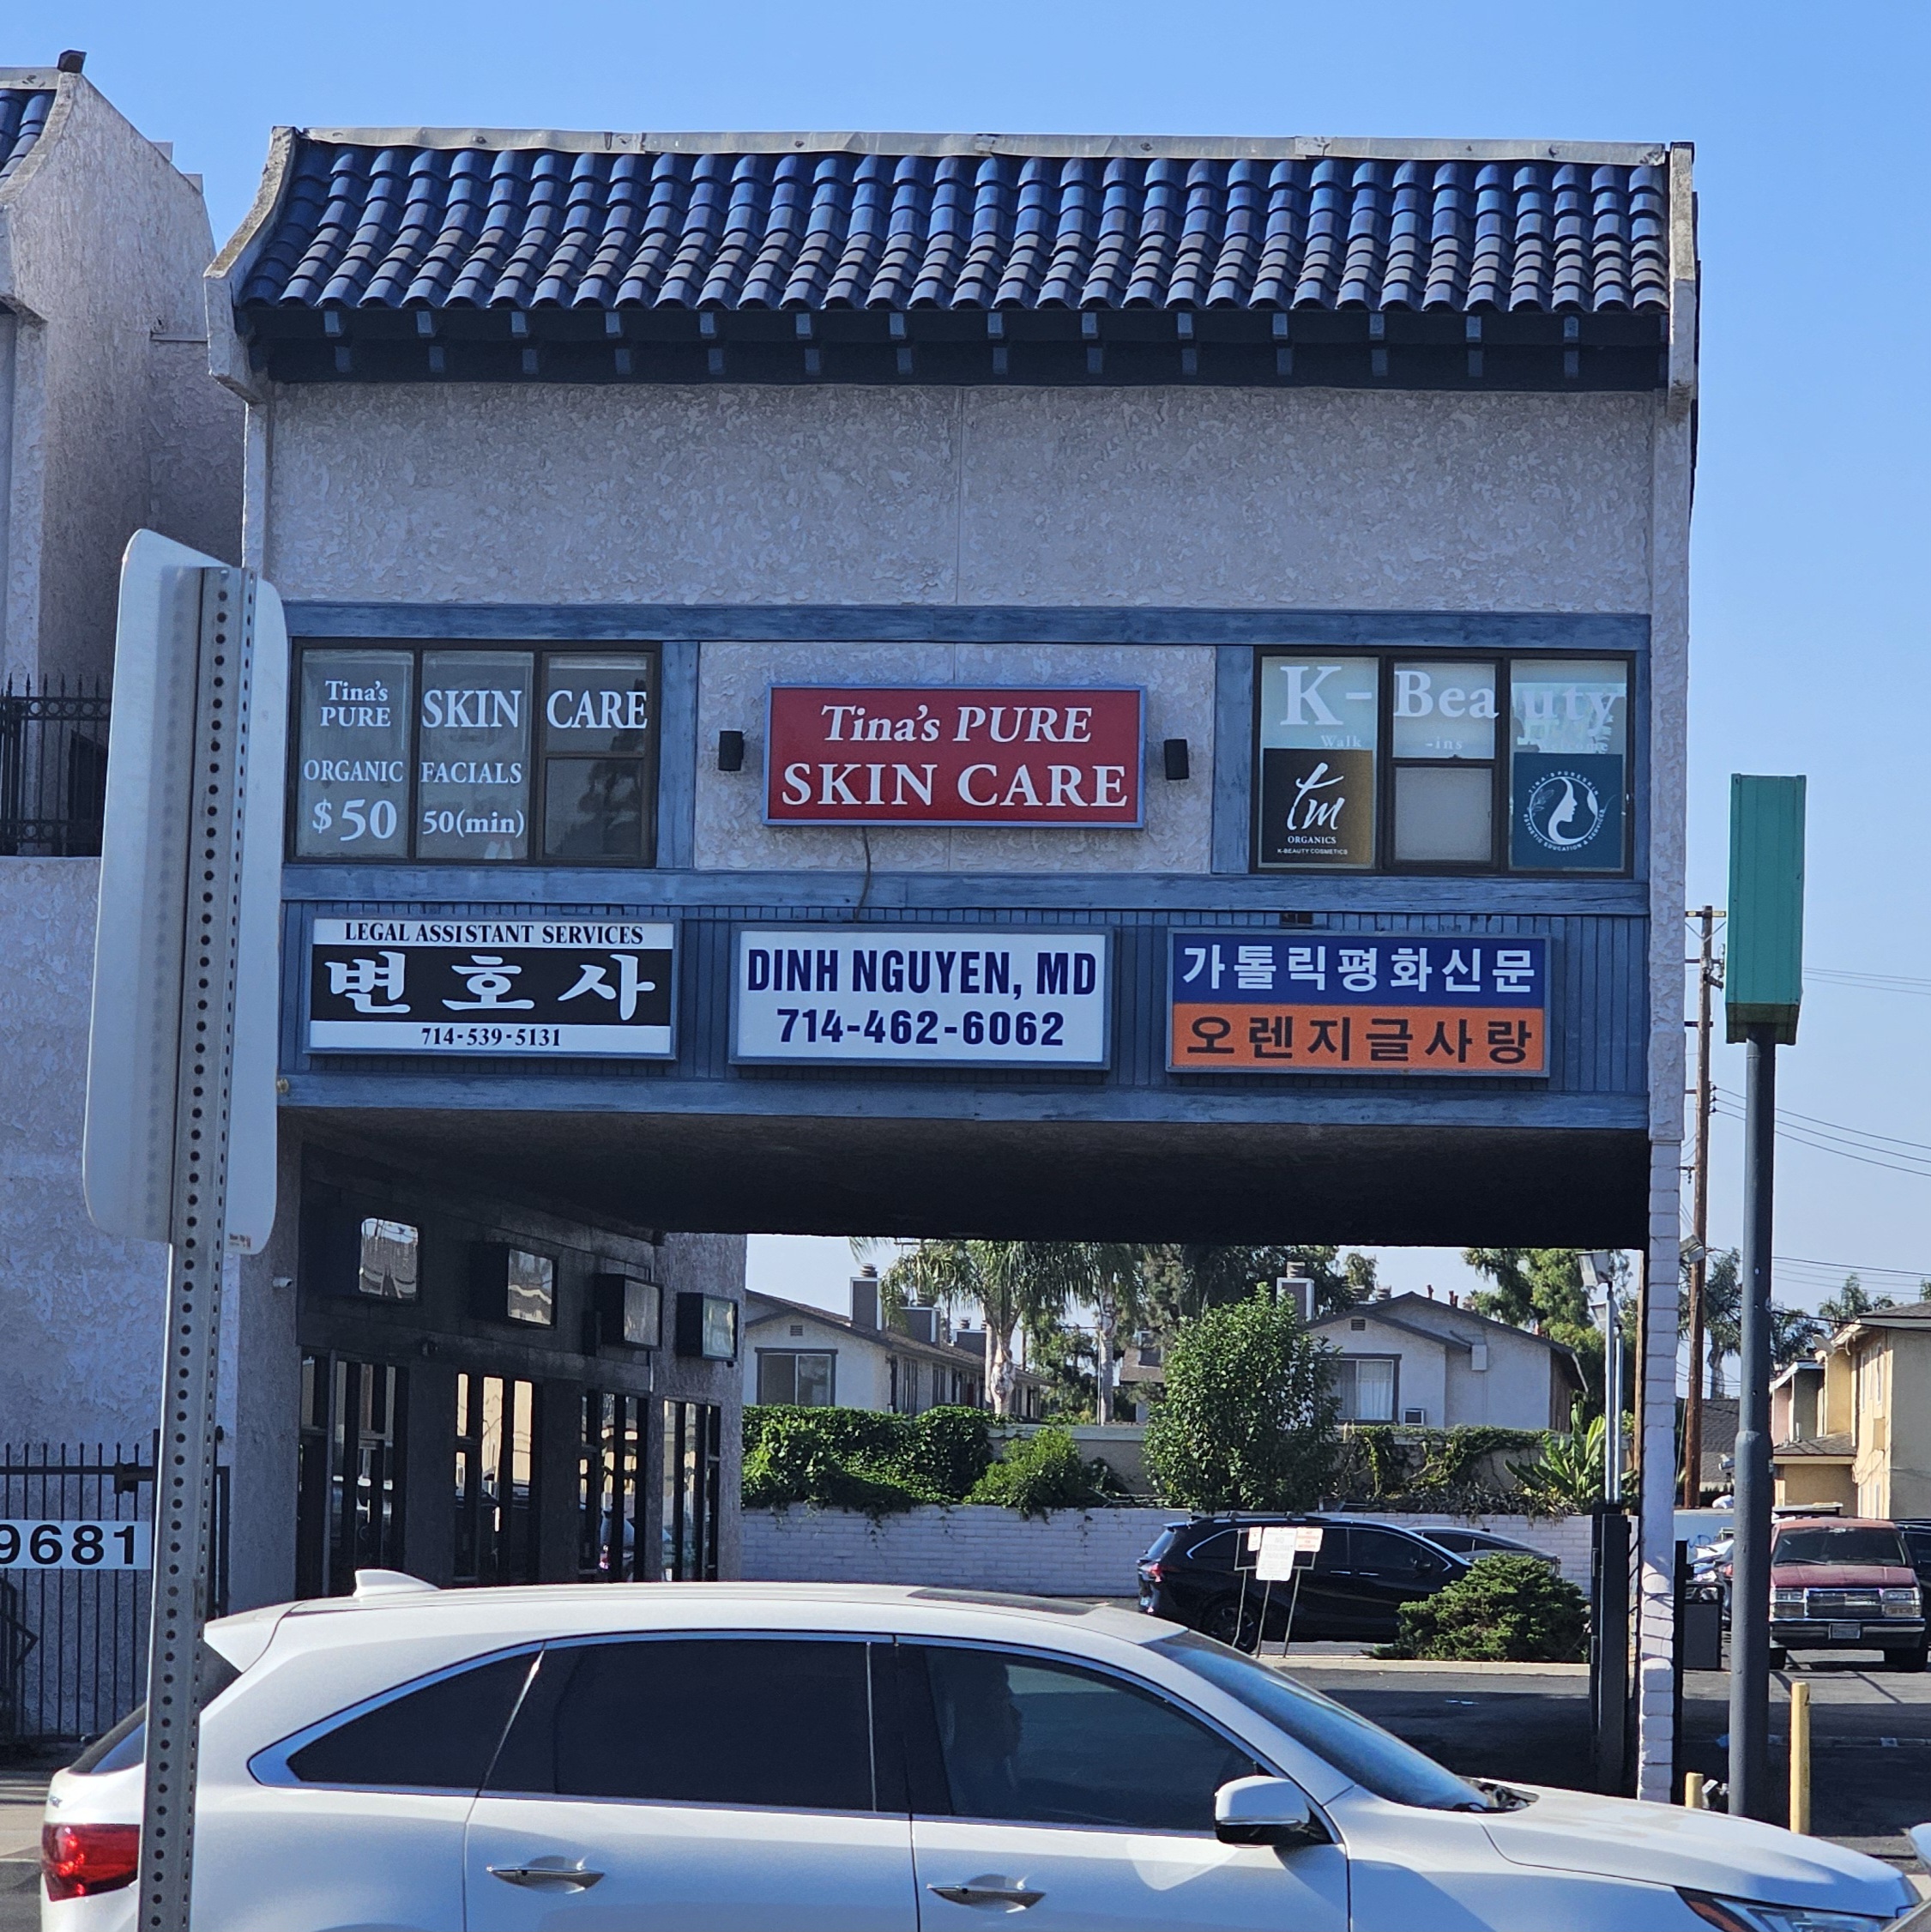 Tina's
PURE
SKIN CARE
ORGANIC FACIALS
$50 50(min)
Tina's PURE
SKIN CARE
K-Beauty
Walk-ins
tm
ORGANICS
K-BEAUTY COSMETICS
LEGAL ASSISTANT SERVICES
변호사
714-539-5131
DINH NGUYEN, MD
714-462-6062
가톨릭평화신문
오렌지글사랑
9681